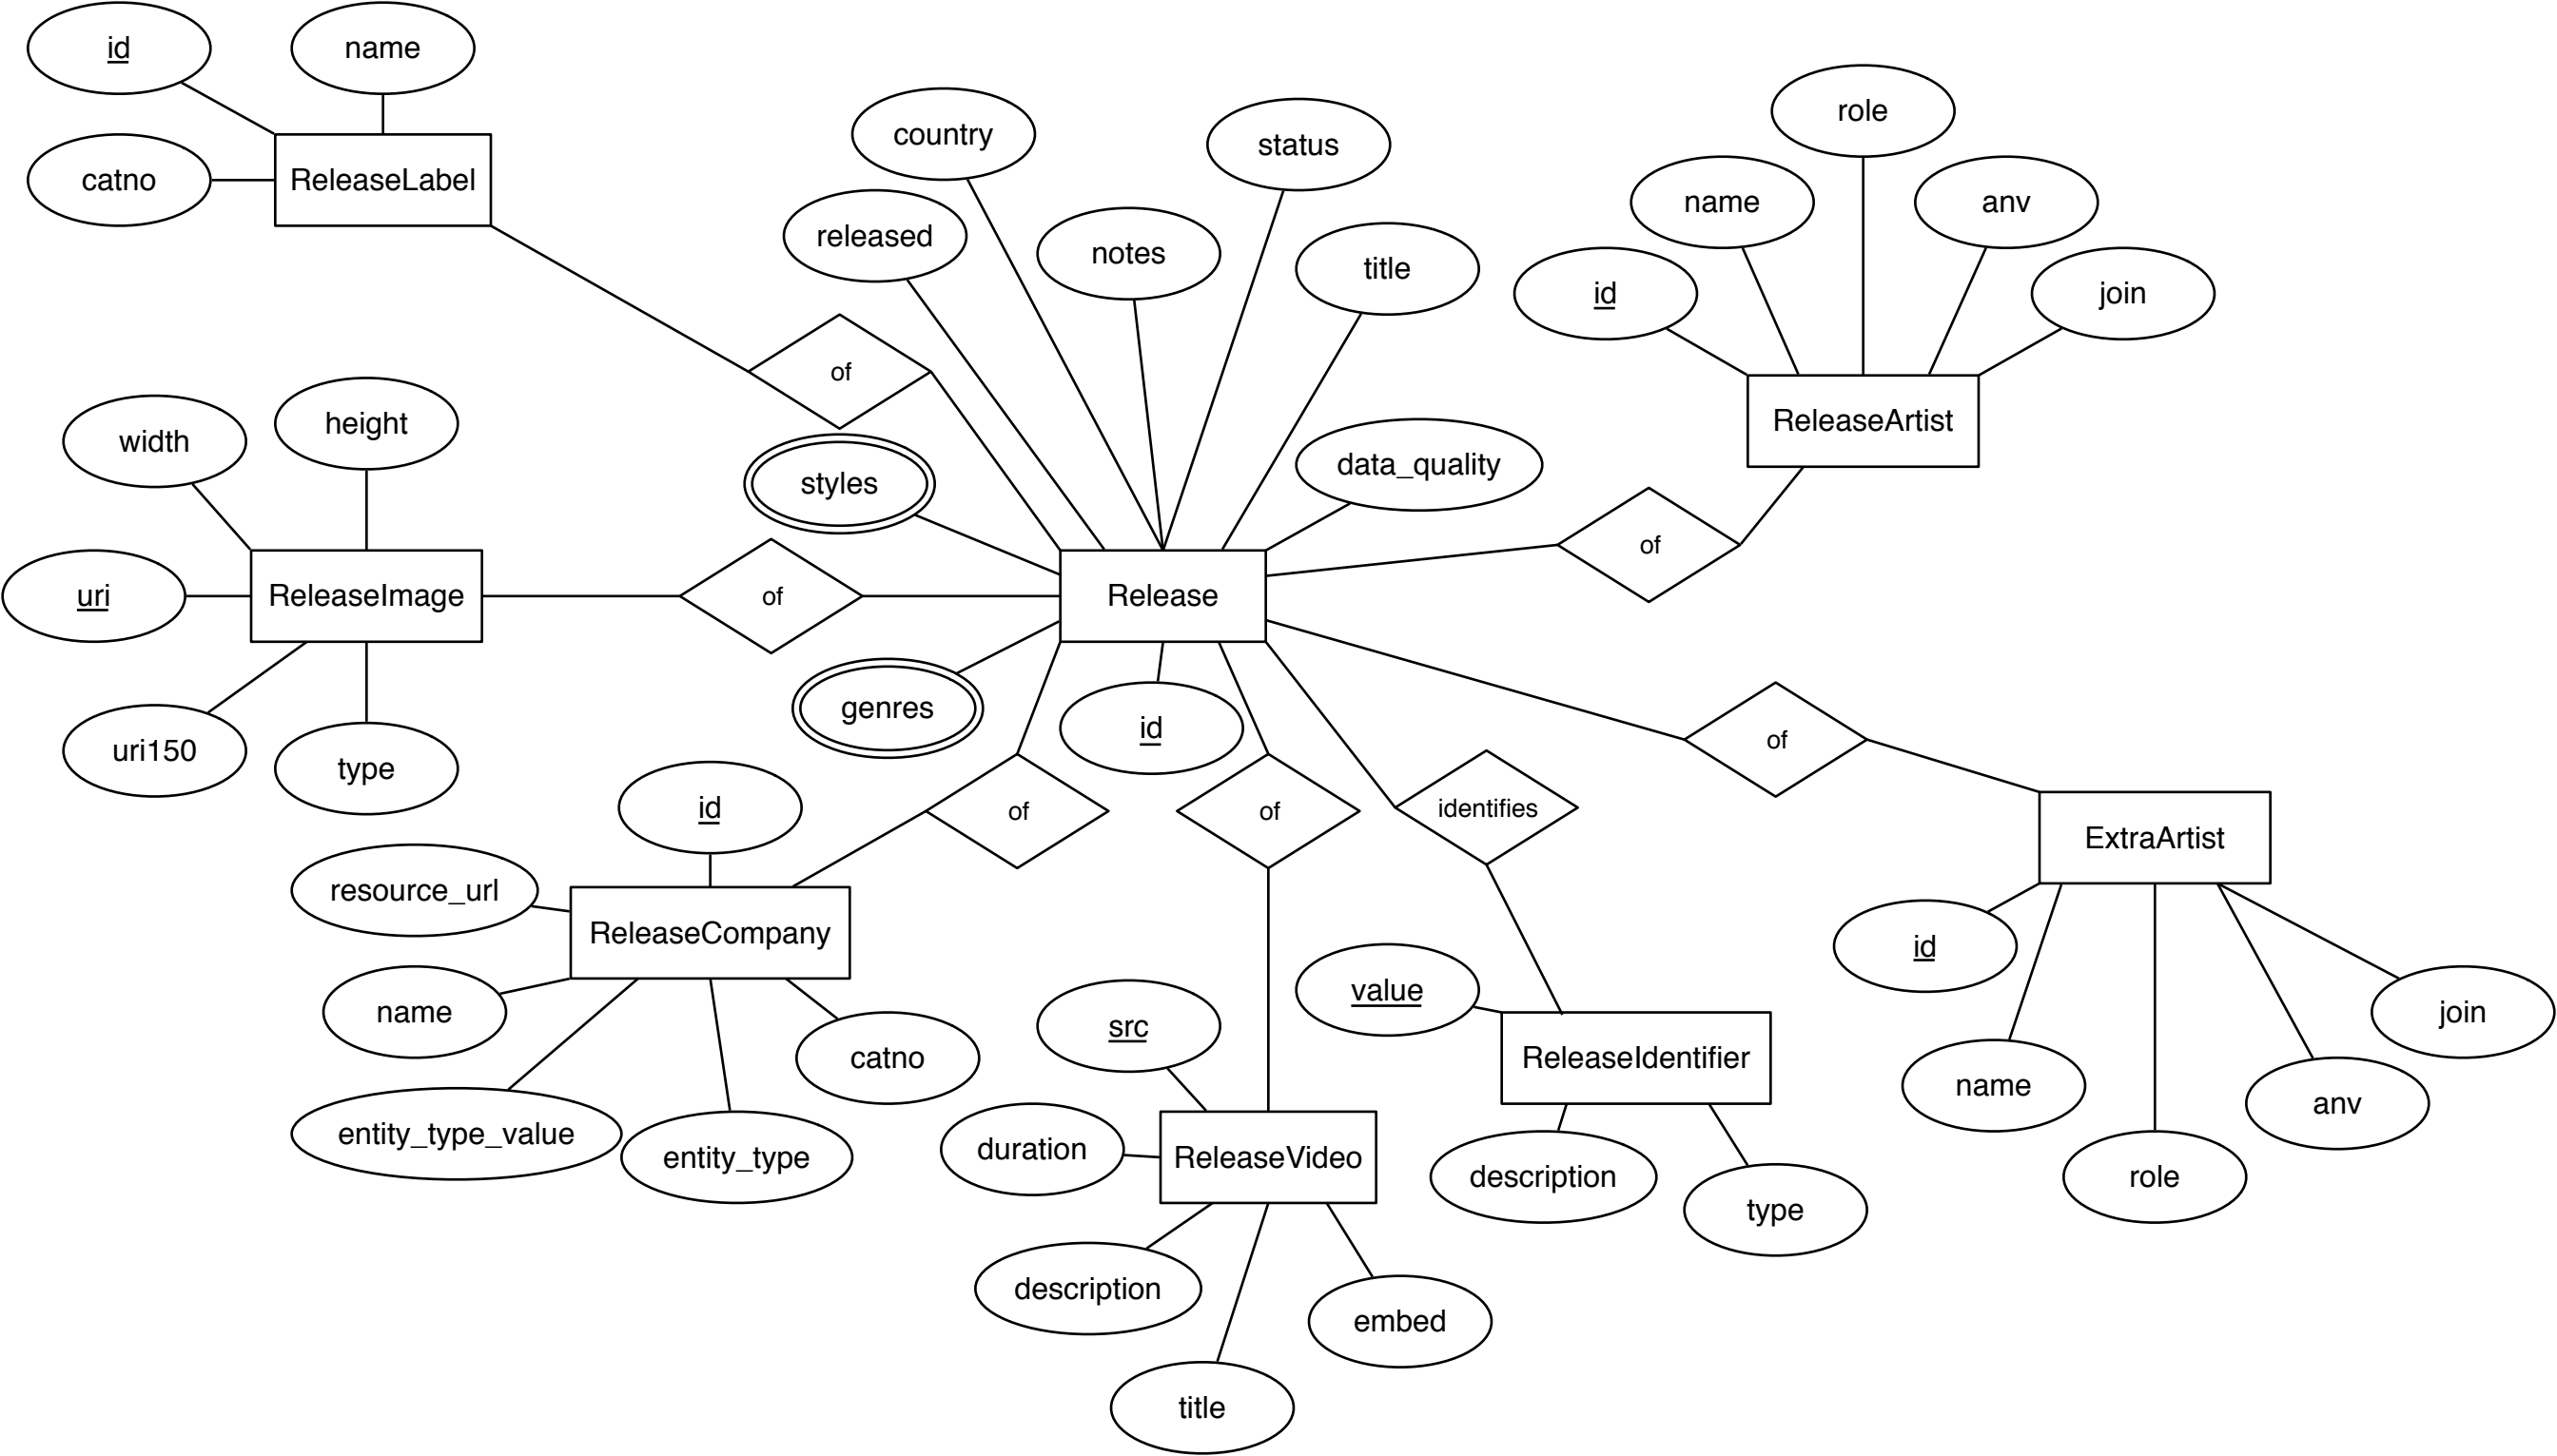 id
name
catno
ReleaseLabel
country
status
role
released
notes
title
name
anv
id
join
of
width
height
styles
data_quality
ReleaseArtist
of
uri
ReleaseImage
of
Release
uri150
type
genres
id
of
id
of
of
identifies
ExtraArtist
resource_url
ReleaseCompany
id
name
catno
src
value
ReleaseIdentifier
name
anv
join
entity_type_value
entity_type
duration
ReleaseVideo
description
type
role
description
embed
title